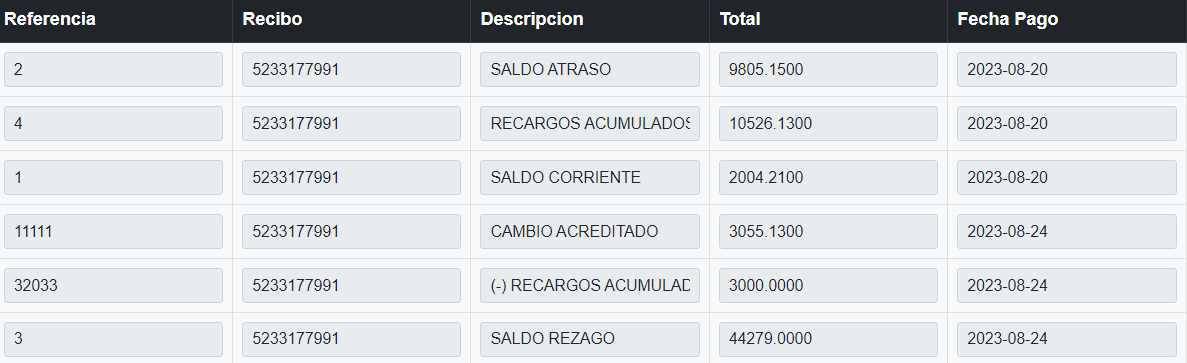 Referencia Recibo Descripcion Total Fecha Pago
2 5233177991 SALDO ATRASO 9805.1500 2023-08-20
4 5233177991 RECARGOS ACUMULADOS 10526.1300 2023-08-20
1 5233177991 SALDO CORRIENTE 2004.2100 2023-08-20
11111 5233177991 CAMBIO ACREDITADO 3055.1300 2023-08-24
32033 5233177991 (-) RECARGOS ACUMULAD 3000.0000 2023-08-24
3 5233177991 SALDO REZAGO 44279.0000 2023-08-24